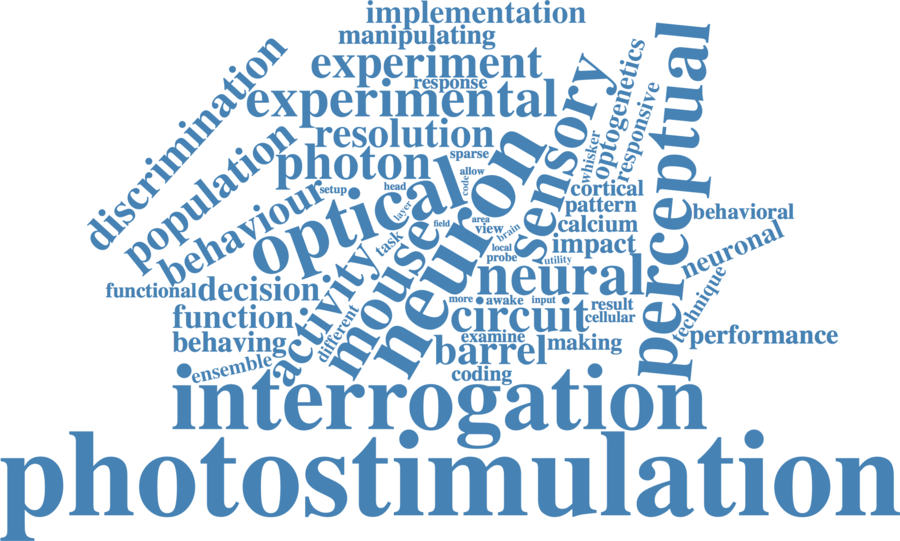 implementation
manipulating
experiment
response
experimental
discrimination
resolution
population
photon
sparse
behaviour
setup
head
allow
code
optical
layer
field
area
view
brain
local
probe
utility
neuron
sensory
whisker
optogenetics
responsive
perceptual
cortical
pattern
calcium
impact
behavioral
neuronal
technique
performance
neural
task
mouse
activity
different
functional
decision
function
behaving
ensemble
more
awake
input
result
cellular
circuit
examine
barrel
making
coding
interrogation
photostimulation